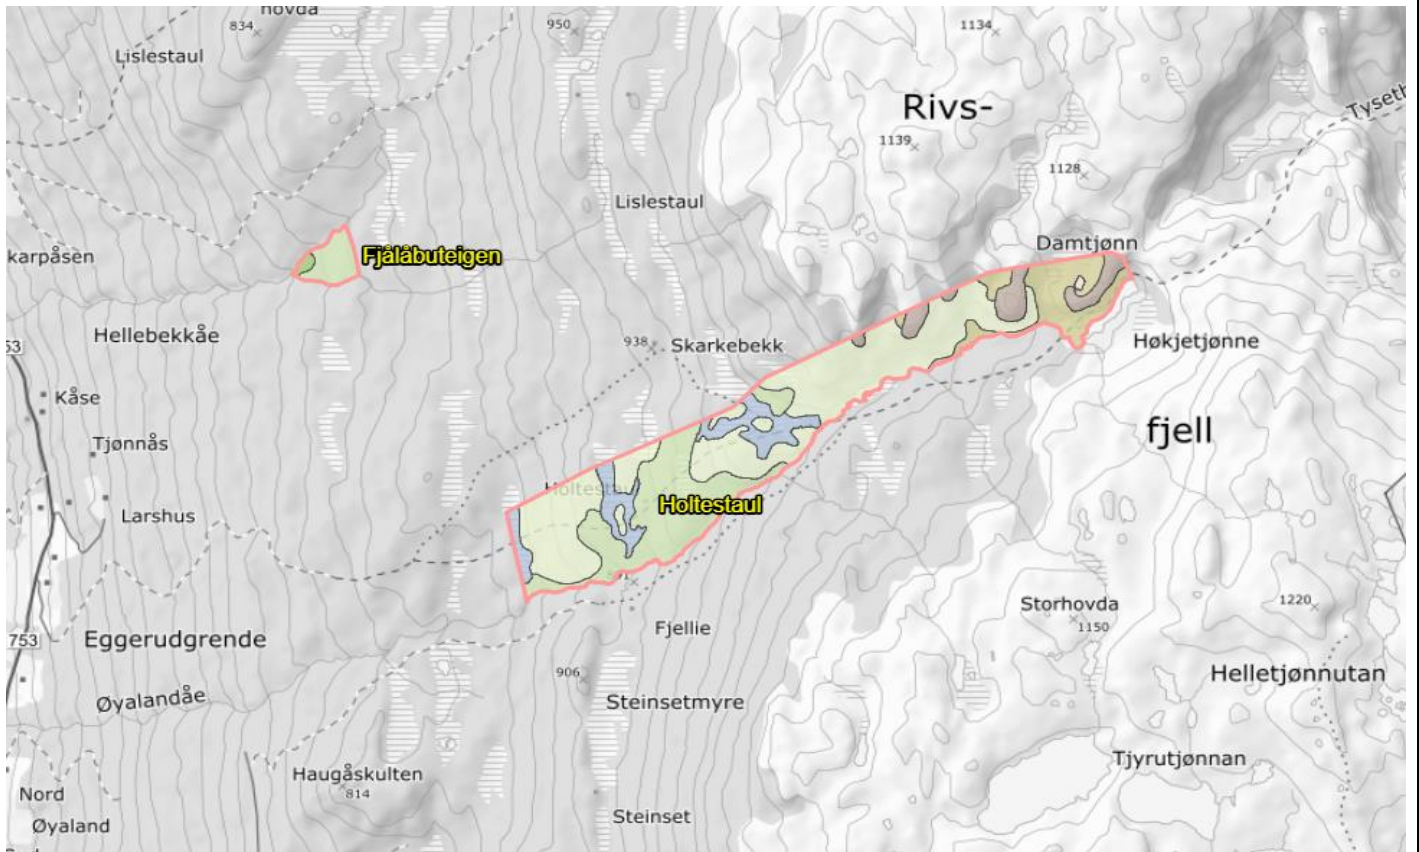 hovda
834
950
1134
Lislestaul
Rivs-
Tyseth
1139
1128
Lislestaul
Damtjønn
karpåsen
Fjålåbuteigen
Hellebekkåe
53
938
Skarkebekk
Høkjetjønne
Kåse
fjell
Tjønnås
Holtestaul
Holtestaul
Larshus
Storhovda
1150
1220
Fjellie
753
Eggerudgrende
906
Helletjønnutan
Øyalandåe
Steinsetmyre
Haugåskulten
814
Tjyrutjønnan
Nord
Øyaland
Steinset